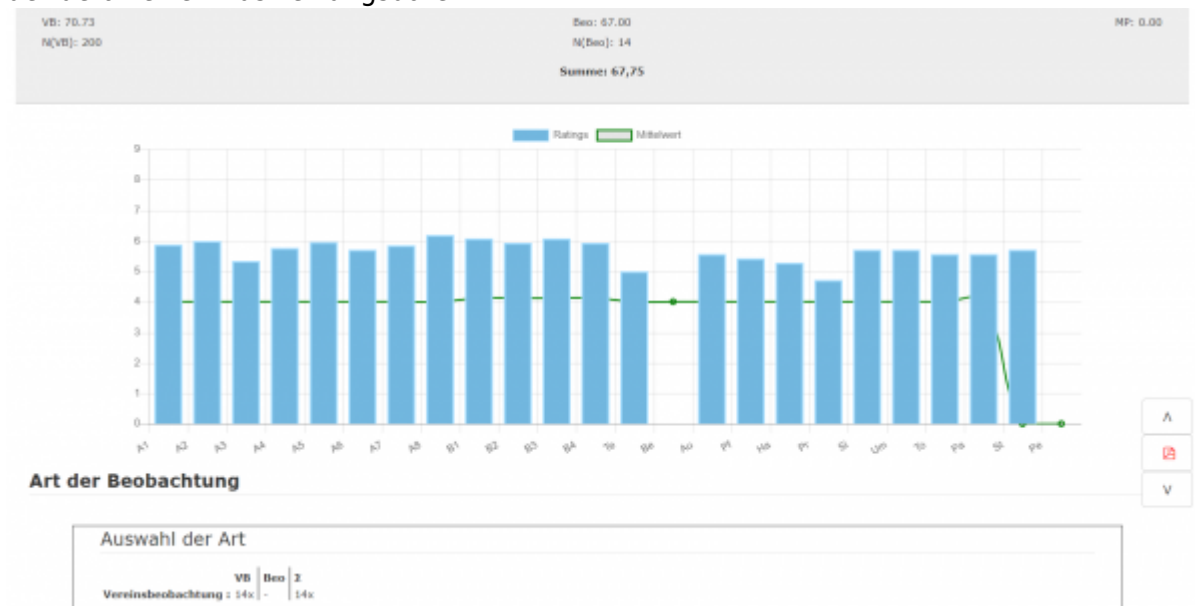 VB: 70.73 Beo: 67.00 MP: 0.00
N(VB): 200 N(Beo): 14
Summe: 67,75
Ratings Mittelwert
9
8
7
6
5
4
3
2
1
0
A1 A2 A3 A4 A5 A6 A7 A8 B1 B2 B3 B4 Te Be Au Pf Ha Pr Si Um To Pa St Pe
Art der Beobachtung
Auswahl der Art
VB Beo Σ
Vereinsbeobachtung : 14x - 14x